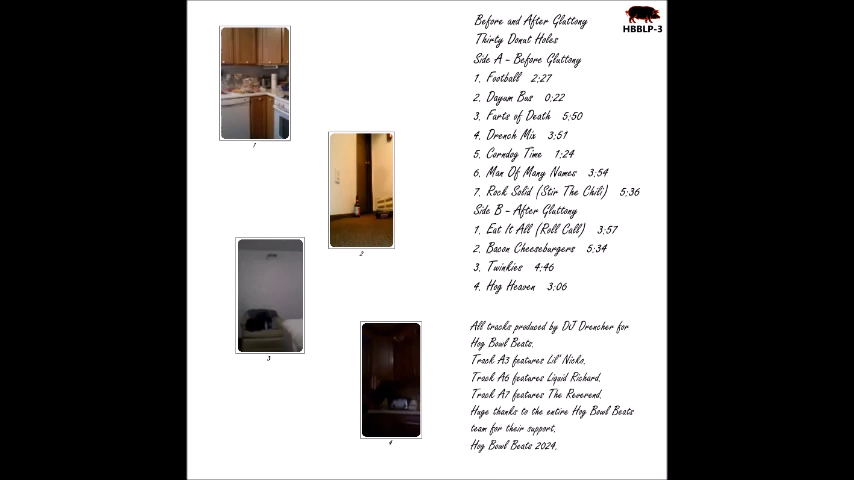 Before and After Gluttony
Thirty Donut Holes
Side A - Before Gluttony
1. Football 2:27
2. Dayum Bus 0:22
3. Farts of Death 5:50
4. Drench Mix 3:51
5. Corndog Time 1:24
6. Man Of Many Names 3:54
7. Rock Solid (Stir The Chili) 5:36
Side B - After Gluttony
1. Eat It All (Roll Call) 3:57
2. Bacon Cheeseburgers 5:34
3. Twinkies 4:46
4. Hog Heaven 3:06
All tracks produced by DJ Drencher for
Hog Bowl Beats.
Track A3 features Lil' Nicko.
Track A6 features Liquid Richard.
Track A7 features The Reverend.
Huge thanks to the entire Hog Bowl Beats
team for their support.
Hog Bowl Beats 2024.
HBBLP-3
1
2
3
4